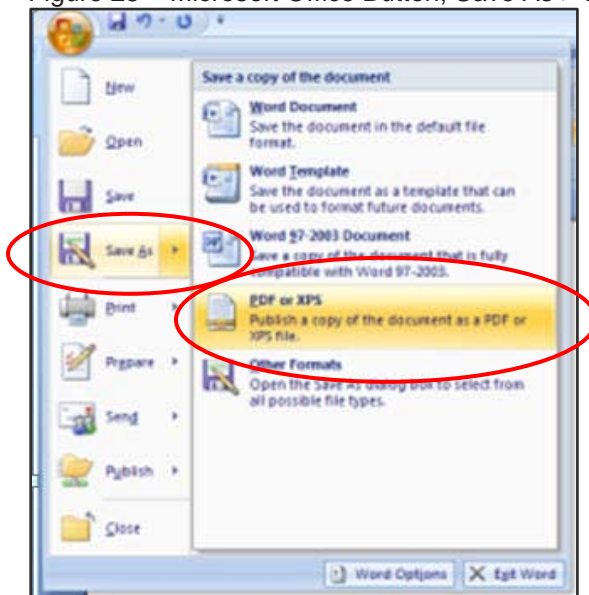 Microsoft Office Button, Save As
New
Open
Save
Save As
Print
Prepare
Send
Publish
Close
Save a copy of the document
Word Document
Save the document in the default file
format.
Word Template
Save the document as a template that can
be used to format future documents.
Word 97-2003 Document
Save a copy of the document that is fully
compatible with Word 97-2003.
PDF or XPS
Publish a copy of the document as a PDF or
XPS file.
Other Formats
Open the Save As dialog box to select from
all possible file types.
Word Options
Exit Word